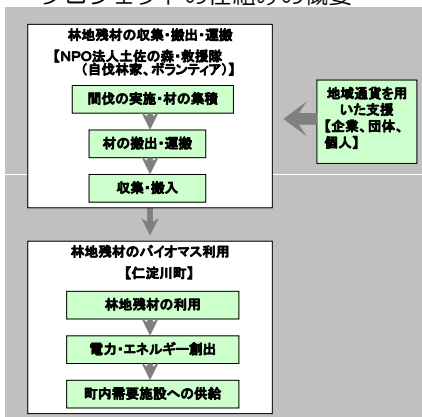 プロジェクトの仕組みの概要
林地残材の収集・搬出・運搬
【NPO法人土佐の森・救援隊
（自伐林家、ボランティア）】
間伐の実施・材の集積
材の搬出・運搬
収集・搬入
地域通貨を用
いた支援
【企業、団体、
個人】
林地残材のバイオマス利用
【仁淀川町】
林地残材の利用
電力・エネルギー創出
町内需要施設への供給